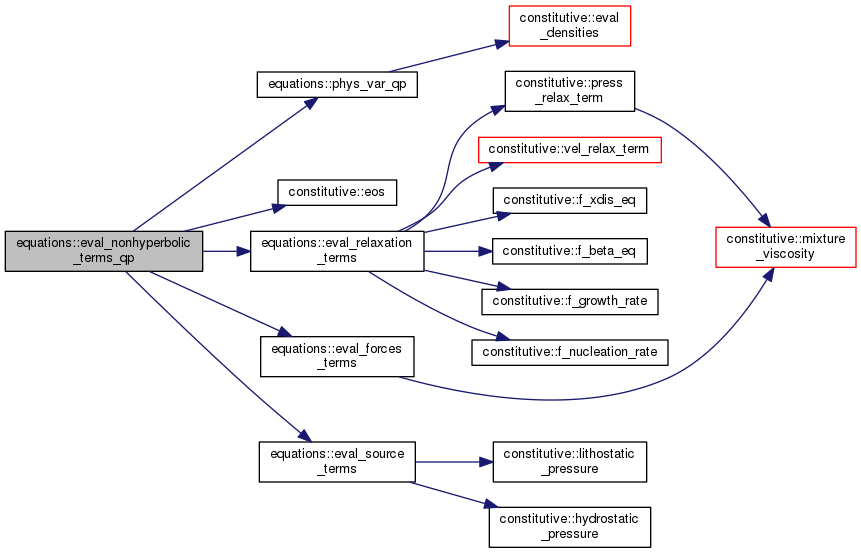 constitutive::eval
_densities
equations::phys_var_qp
constitutive::press
_relax_term
constitutive::vel_relax_term
constitutive::eos
constitutive::f_xdis_eq
equations::eval_nonhyperbolic
_terms_qp
equations::eval_relaxation
_terms
constitutive::f_beta_eq
constitutive::mixture
_viscosity
constitutive::f_growth_rate
equations::eval_forces
_terms
constitutive::f_nucleation_rate
equations::eval_source
_terms
constitutive::lithostatic
_pressure
constitutive::hydrostatic
_pressure